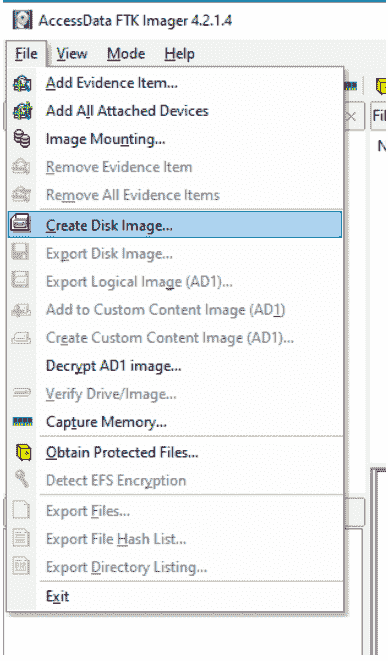 AccessData FTK Imager 4.2.1.4
File View Mode Help
Add Evidence Item...
Add All Attached Devices
Image Mounting...
Remove Evidence Item
Remove All Evidence Items
Create Disk Image...
Export Disk Image...
Export Logical Image (AD1)...
Add to Custom Content Image (AD1)
Create Custom Content Image (AD1)...
Decrypt AD1 image...
Verify Drive/Image...
Capture Memory...
Obtain Protected Files...
Detect EFS Encryption
Export Files...
Export File Hash List...
Export Directory Listing...
Exit